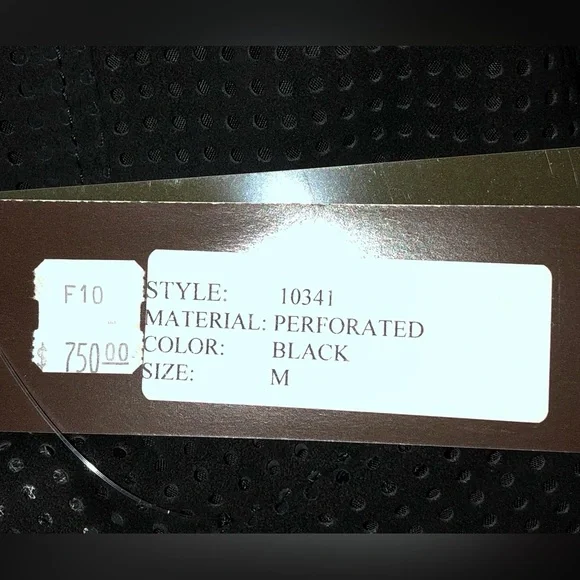 F10
$ 750.00
STYLE: 10341
MATERIAL: PERFORATED
COLOR: BLACK
SIZE: M